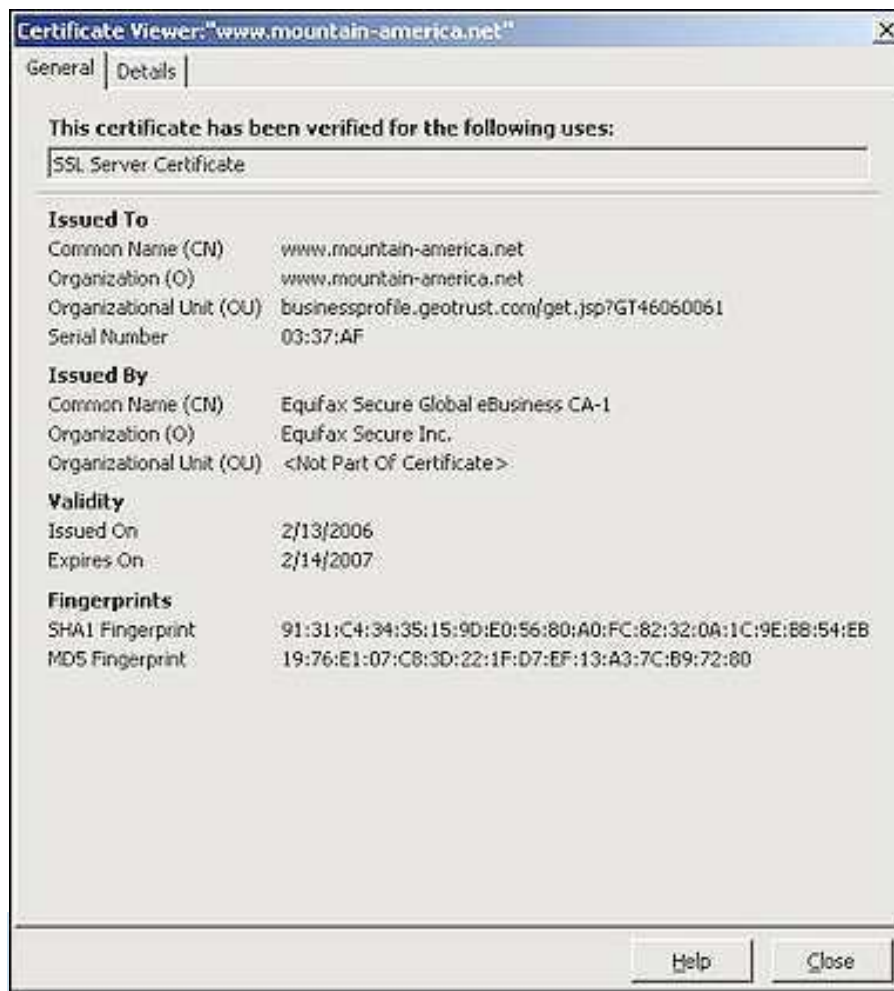 Certificate Viewer:"www.mountain-america.net"
General Details
This certificate has been verified for the following uses:
SSL Server Certificate
Issued To
Common Name (CN) www.mountain-america.net
Organization (O) www.mountain-america.net
Organizational Unit (OU) businessprofile.geotrust.com/get.jsp?GT46060061
Serial Number 03:37:AF
Issued By
Common Name (CN) Equifax Secure Global eBusiness CA-1
Organization (O) Equifax Secure Inc.
Organizational Unit (OU) <Not Part Of Certificate>
Validity
Issued On 2/13/2006
Expires On 2/14/2007
Fingerprints
SHA1 Fingerprint 91:31:C4:34:35:15:9D:E0:56:80:A0:FC:82:32:0A:1C:9E:BB:54:EB
MD5 Fingerprint 19:76:E1:07:C8:3D:22:1F:D7:EF:13:A3:7C:B9:72:80
Help Close